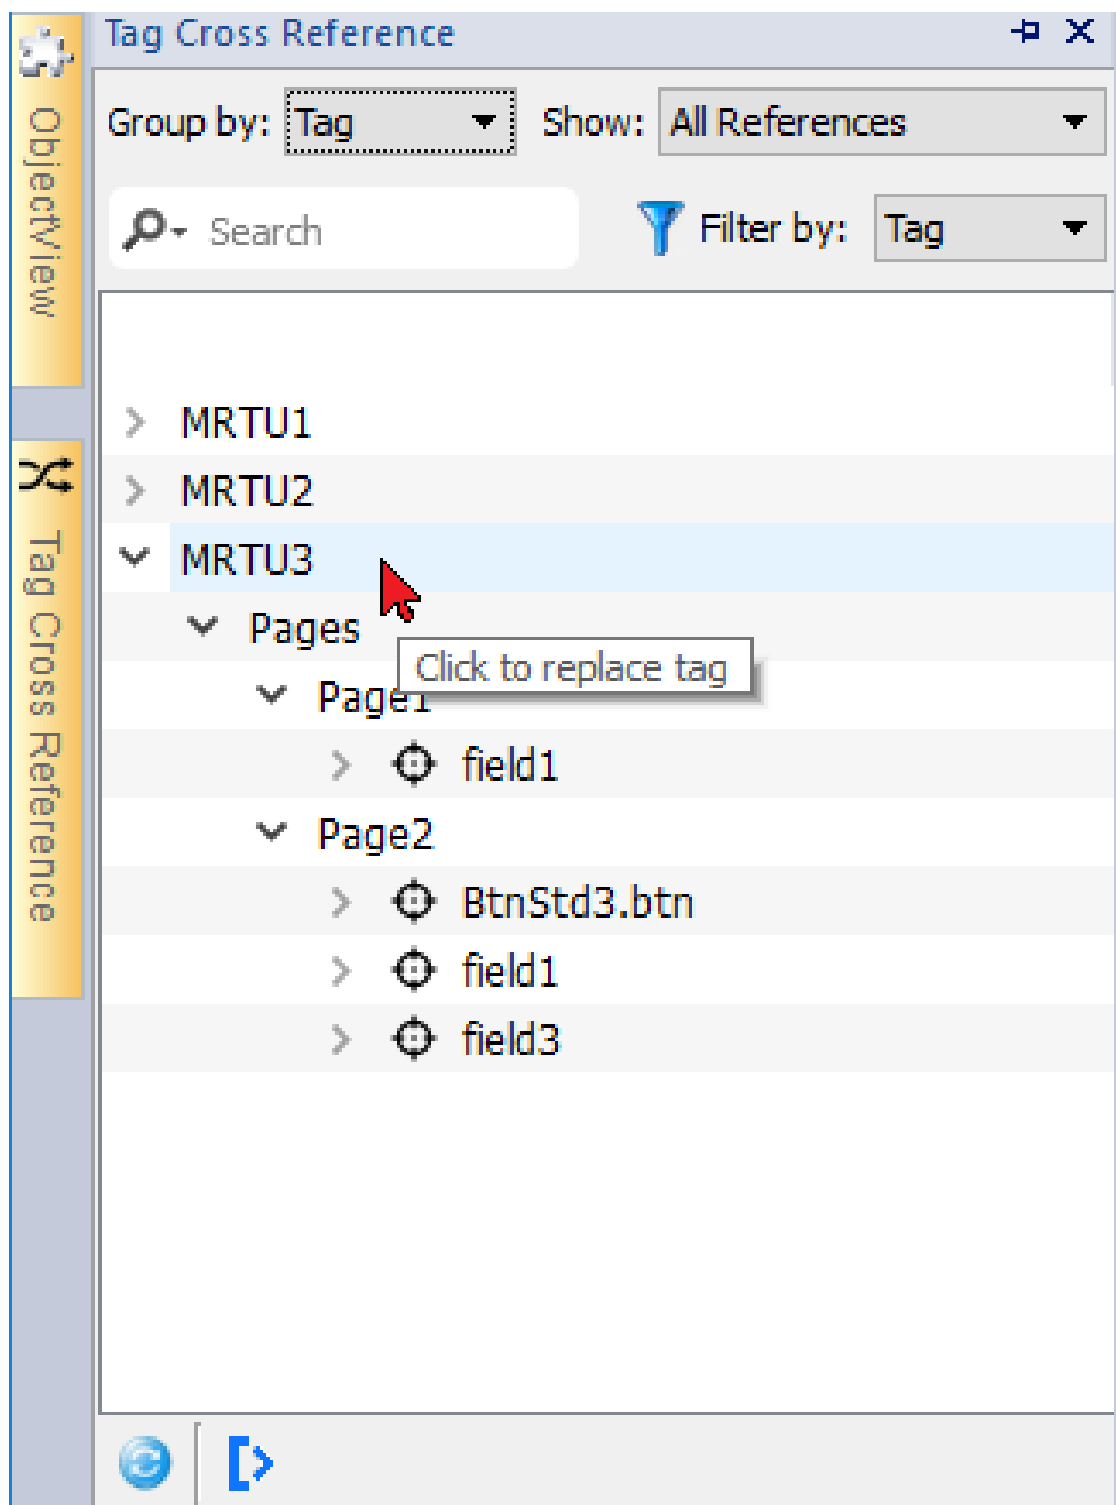 Tag Cross Reference
Group by: Tag Show: All References
Search Filter by: Tag
ObjectView
Tag Cross Reference
MRTU1
MRTU2
MRTU3
Pages
Click to replace tag
Page1
field1
Page2
BtnStd3.btn
field1
field3